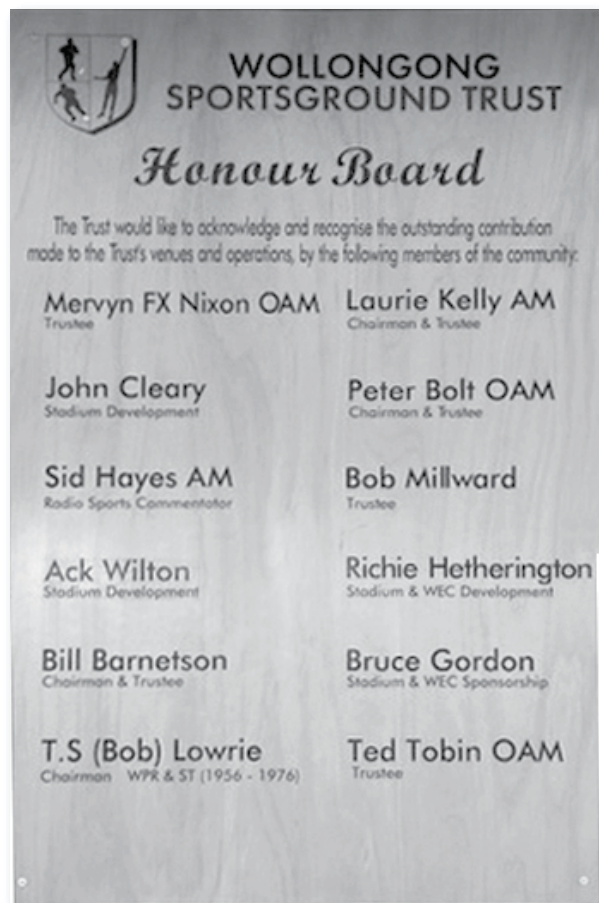 WOLLONGONG
SPORTSGROUND TRUST
Honour Board
The Trust would like to acknowledge and recognise the outstanding contribution
made to the Trust's venues and operations, by the following members of the community:
Mervyn FX Nixon OAM
Trustee
Laurie Kelly AM
Chairman & Trustee
John Cleary
Stadium Development
Peter Bolt OAM
Chairman & Trustee
Sid Hayes AM
Radio Sports Commentator
Bob Millward
Trustee
Ack Wilton
Stadium Development
Richie Hetherington
Stadium & WEC Development
Bill Barnetson
Chairman & Trustee
Bruce Gordon
Stadium & WEC Sponsorship
T.S (Bob) Lowrie
Chairman WPR & ST (1956 - 1976)
Ted Tobin OAM
Trustee